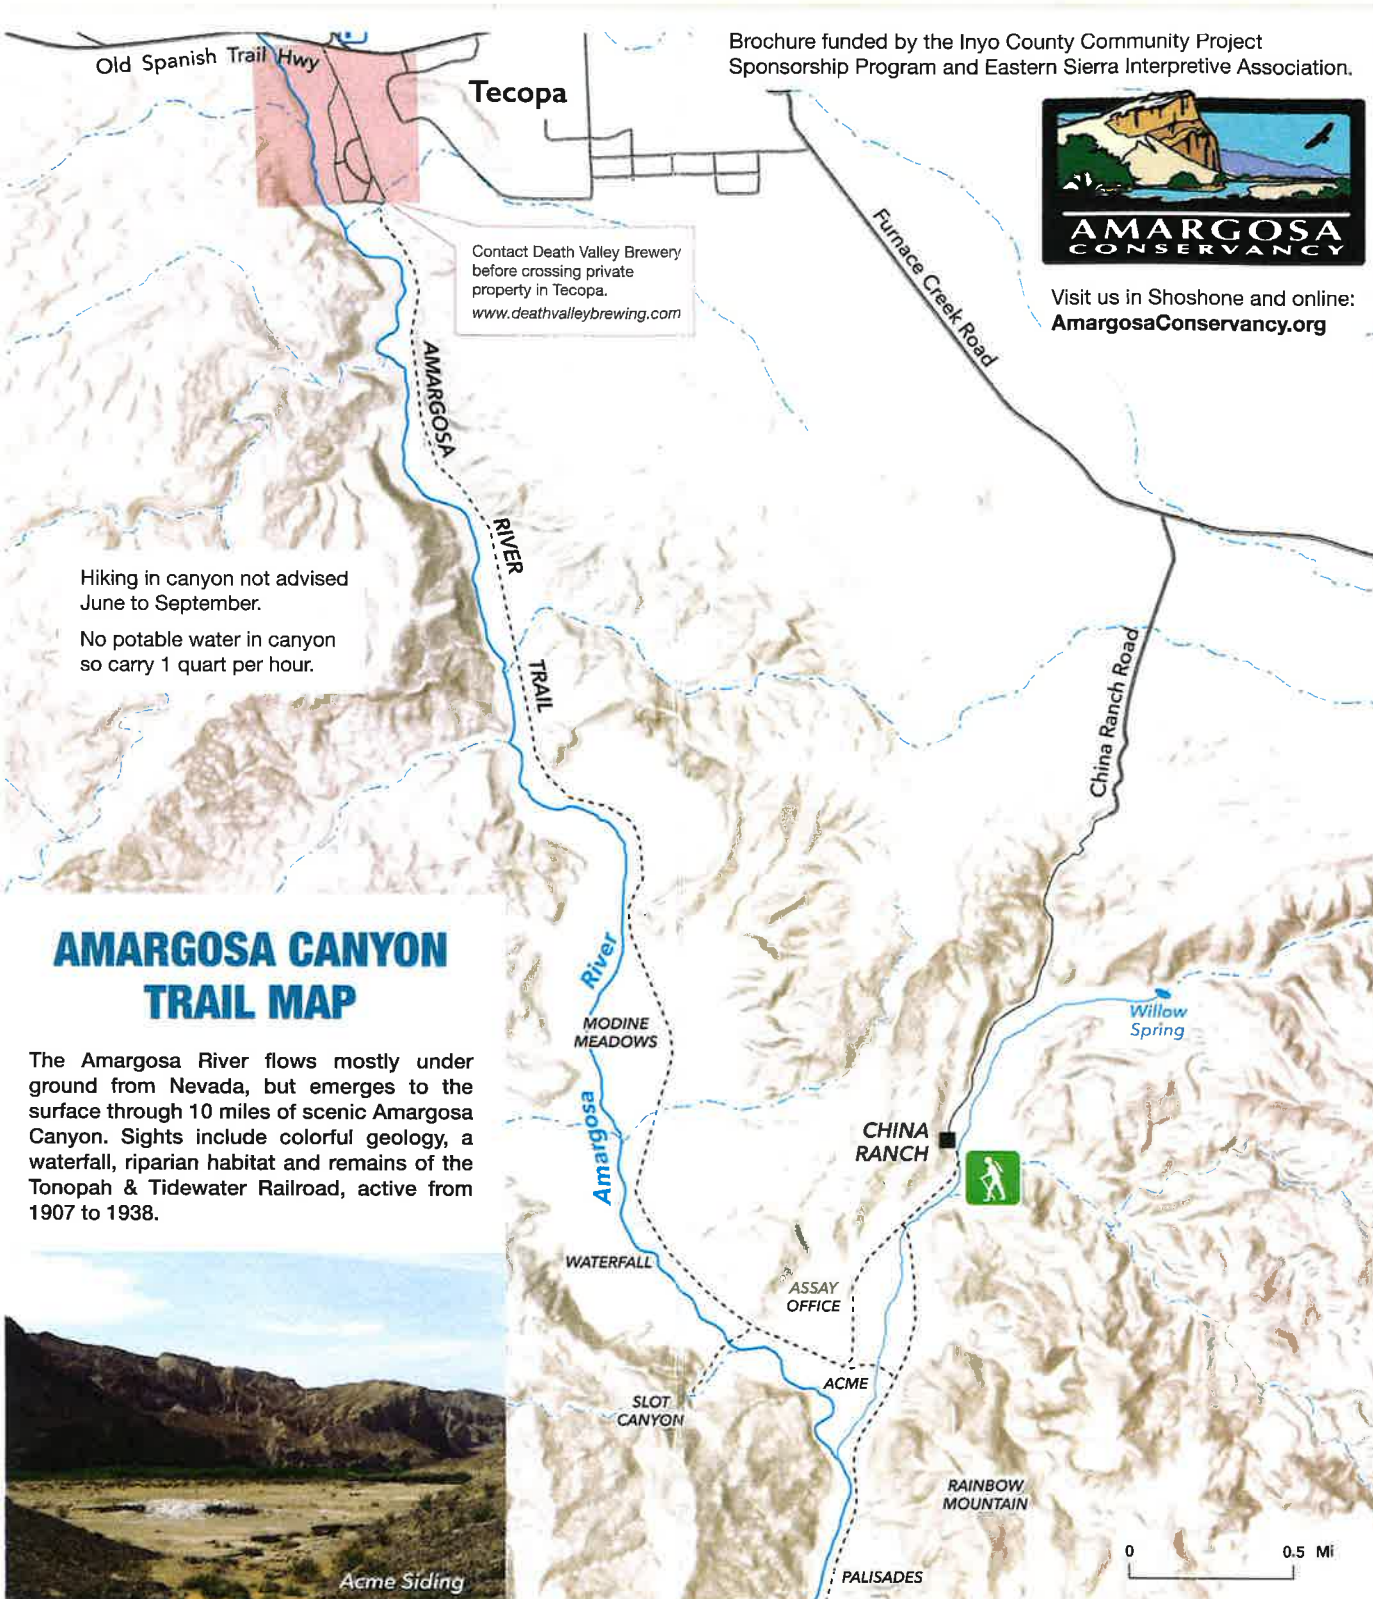 Old Spanish Trail Hwy
Tecopa
Brochure funded by the Inyo County Community Project
Sponsorship Program and Eastern Sierra Interpretive Association.
AMARGOSA
CONSERVANCY
Visit us in Shoshone and online:
AmargosaConservancy.org
Contact Death Valley Brewery
before crossing private
property in Tecopa.
www.deathvalleybrewing.com
Furnace Creek Road
AMARGOSA
RIVER
TRAIL
Hiking in canyon not advised
June to September.
No potable water in canyon
so carry 1 quart per hour.
China Ranch Road
AMARGOSA CANYON
TRAIL MAP
The Amargosa River flows mostly under
ground from Nevada, but emerges to the
surface through 10 miles of scenic Amargosa
Canyon. Sights include colorful geology, a
waterfall, riparian habitat and remains of the
Tonopah & Tidewater Railroad, active from
1907 to 1938.
River
MODINE
MEADOWS
Amargosa
Willow
Spring
CHINA
RANCH
WATERFALL
ASSAY
OFFICE
ACME
SLOT
CANYON
RAINBOW
MOUNTAIN
0 0.5 Mi
PALISADES
Acme Siding